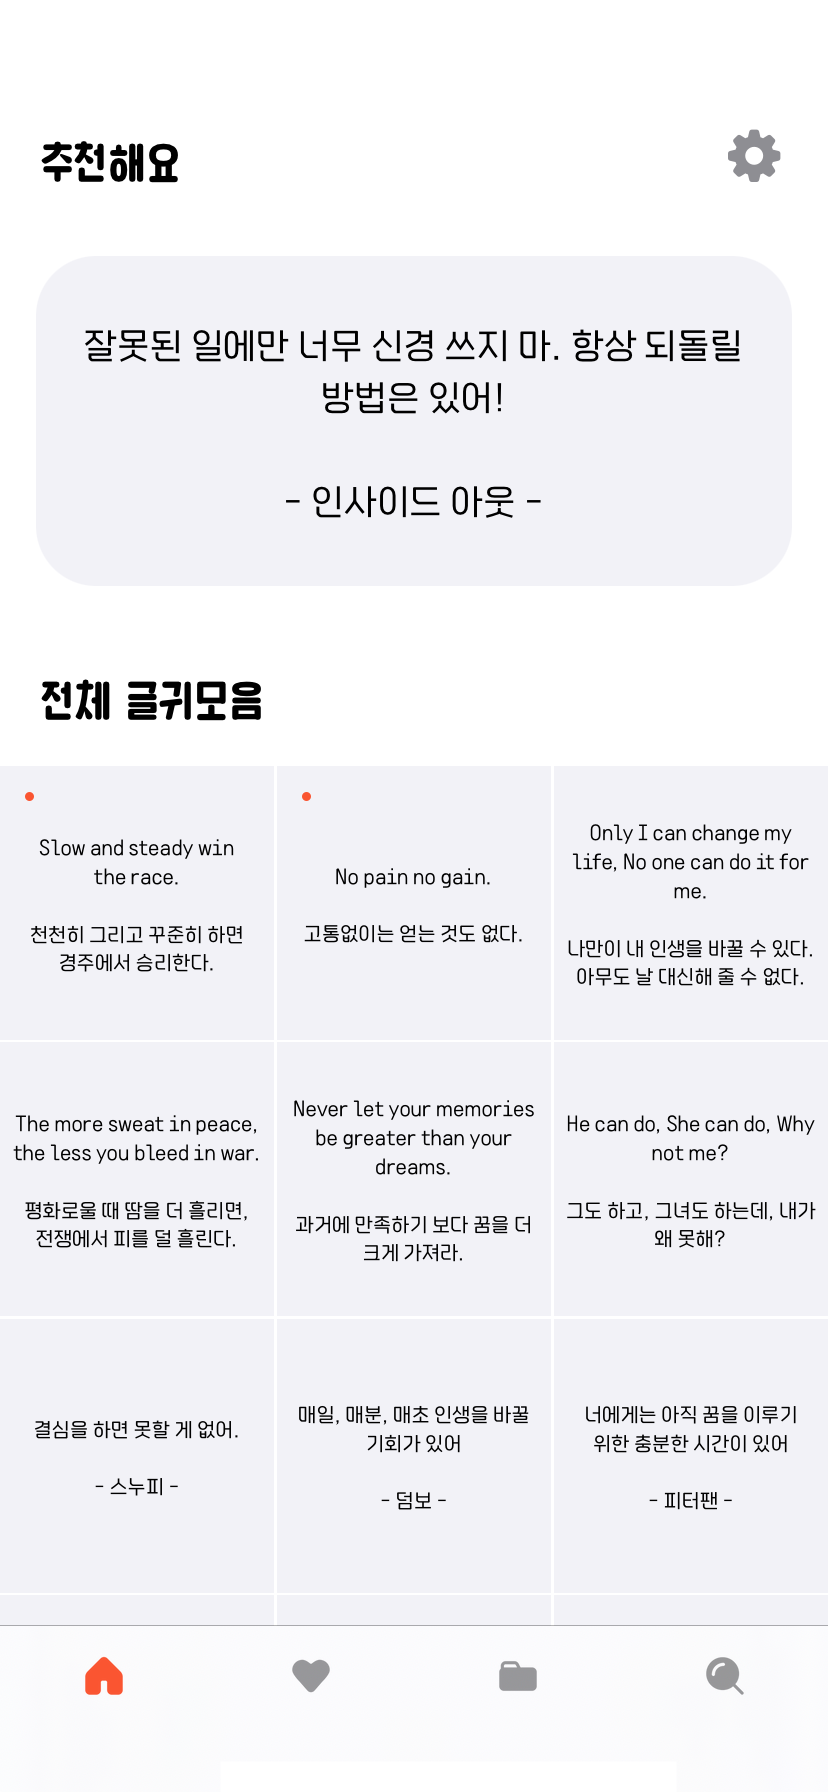 추천해요
잘못된 일에만 너무 신경 쓰지 마. 항상 되돌릴
방법은 있어!
- 인사이드 아웃 -
전체 글귀모음
Slow and steady win
the race.
천천히 그리고 꾸준히 하면
경주에서 승리한다.
No pain no gain.
고통없이는 얻는 것도 없다.
Only I can change my
life, No one can do it for
me.
나만이 내 인생을 바꿀 수 있다.
아무도 날 대신해 줄 수 없다.
The more sweat in peace,
the less you bleed in war.
평화로울 때 땀을 더 흘리면,
전쟁에서 피를 덜 흘린다.
Never let your memories
be greater than your
dreams.
과거에 만족하기 보다 꿈을 더
크게 가져라.
He can do, She can do, Why
not me?
그도 하고, 그녀도 하는데, 내가
왜 못해?
결심을 하면 못할 게 없어.
- 스누피 -
매일, 매분, 매초 인생을 바꿀
기회가 있어
- 덤보 -
너에게는 아직 꿈을 이루기
위한 충분한 시간이 있어
- 피터팬 -